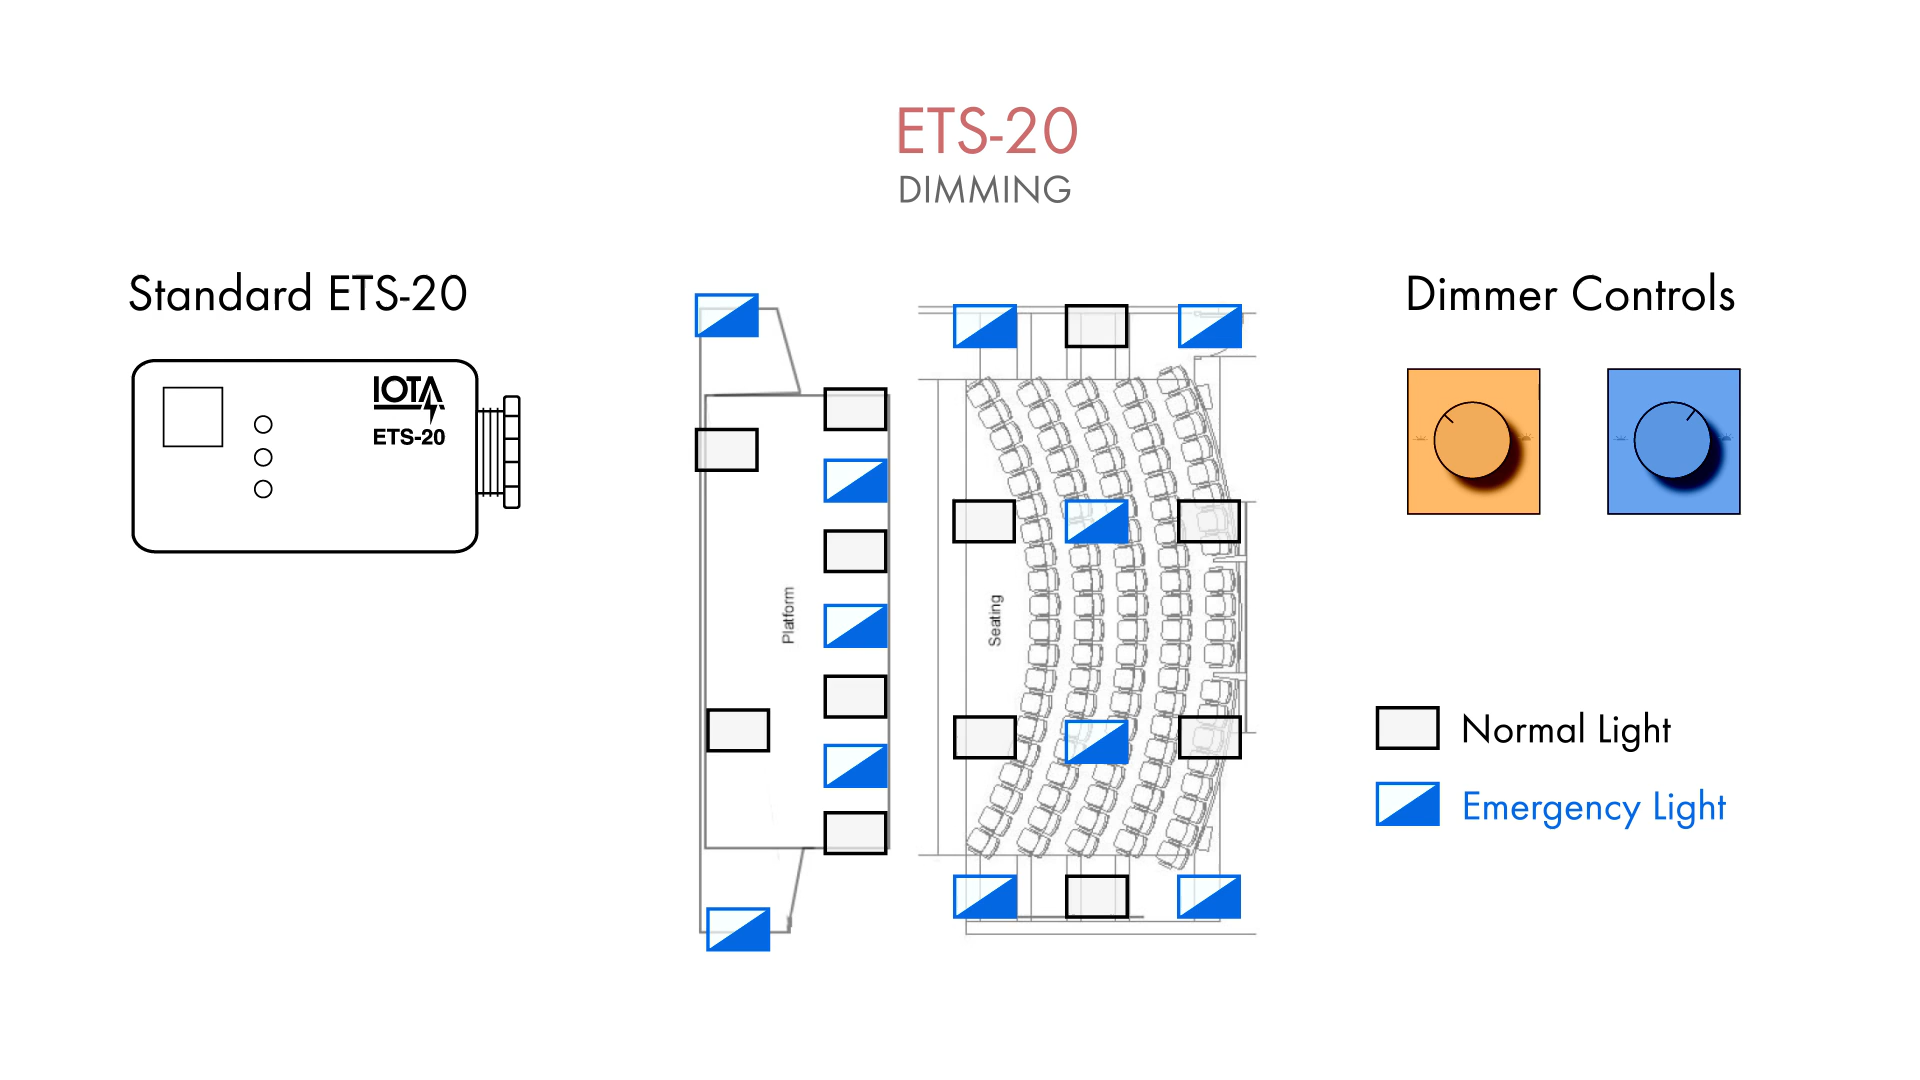 ETS-20
DIMMING
Standard ETS-20
IOTA
ETS-20
Platform
Seating
Dimmer Controls
Normal Light
Emergency Light